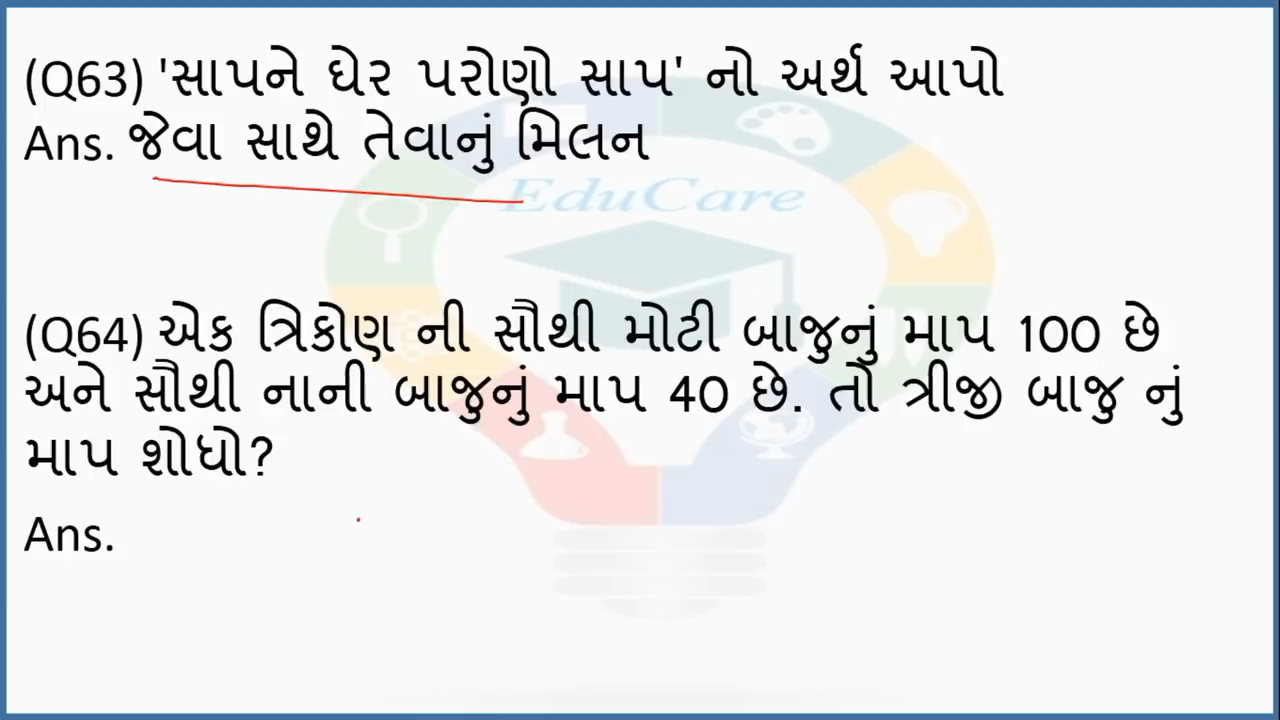 (Q63) 'સાપને ઘેર પરોણો સાપ' નો અર્થ આપો
Ans. જેવા સાથે તેવાનું મિલન
EduCare
(Q64) એક ત્રિકોણ ની સૌથી મોટી બાજુનું માપ 100 છે
અને સૌથી નાની બાજુનું માપ 40 છે. તો ત્રીજી બાજુ નું
માપ શોધો?
Ans.